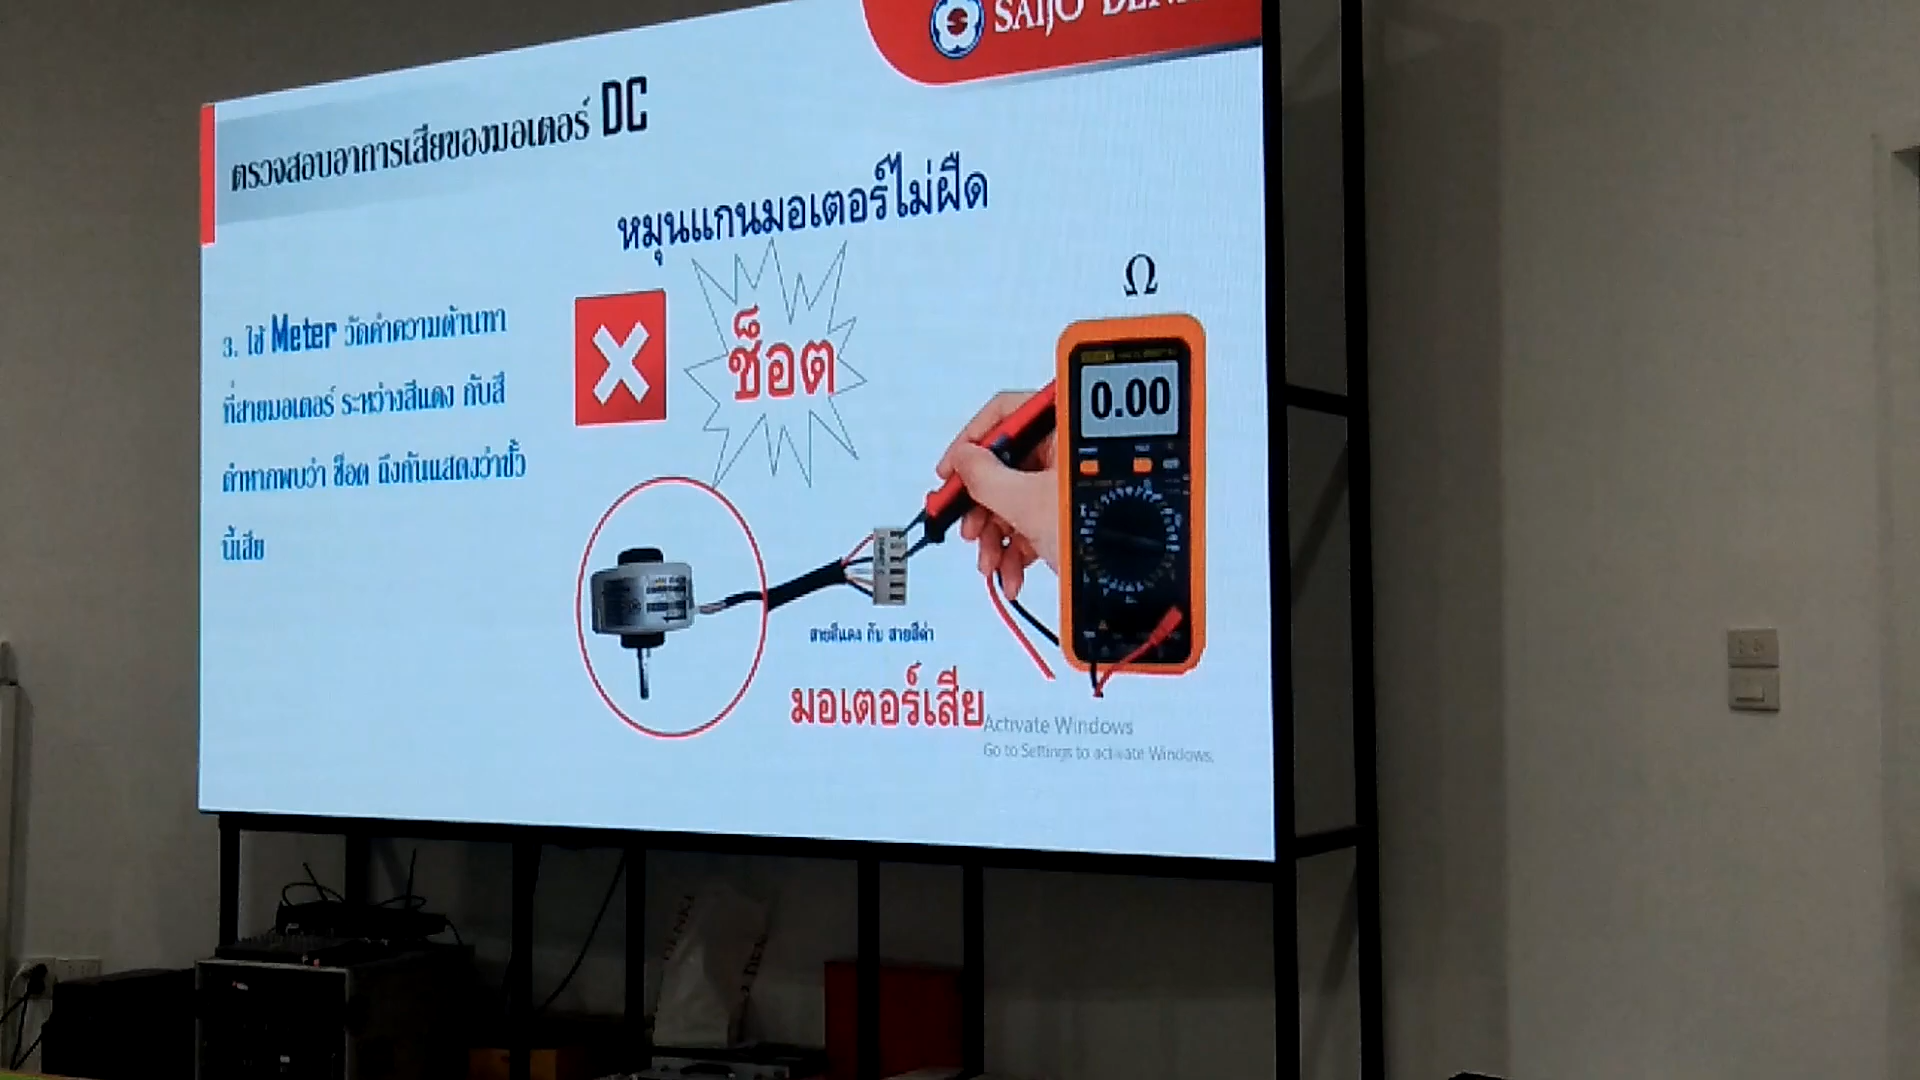 SAIJO DEN
ตรวจสอบอาการเสียของมอเตอร์ DC
หมุนแกนมอเตอร์ไม่ฝืด
Ω
3. ใช้ Meter วัดค่าความต้านทา
ที่สายมอเตอร์ ระหว่างสีแดง กับสี
ดำหากพบว่า ช็อต ถึงกันแสดงว่าขั้ว
นี้เสีย
ช็อต
0.00
สายสีแดง กับ สายสีดำ
มอเตอร์เสีย
Activate Windows
Go to Settings to activate Windows.